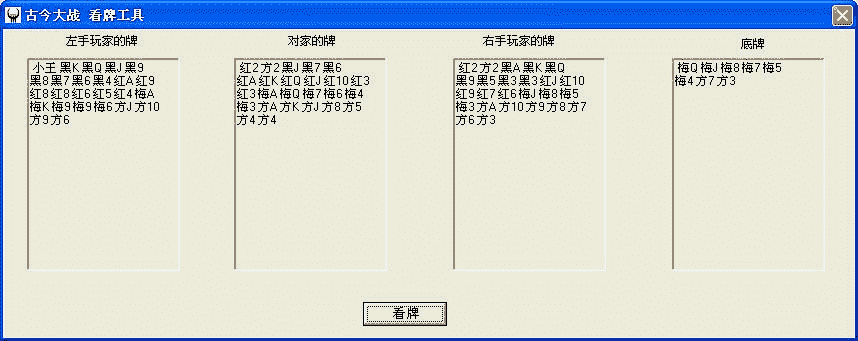 古今大战 看牌工具
左手玩家的牌
小王黑K黑Q黑J黑9
黑8黑7黑6黑4红A红9
红8红8红6红5红4梅A
梅K梅9梅9梅6方J方10
方9方6
对家的牌
红2方2黑J黑7黑6
红A红K红Q红J红10红3
红3梅A梅Q梅7梅6梅4
梅3方A方K方J方8方5
方4方4
右手玩家的牌
红2方2黑A黑K黑Q
黑9黑5黑3黑3红J红10
红9红7红6梅J梅8梅5
梅3方A方10方9方8方7
方6方3
底牌
梅Q梅J梅8梅7梅5
梅4方7方3
看牌